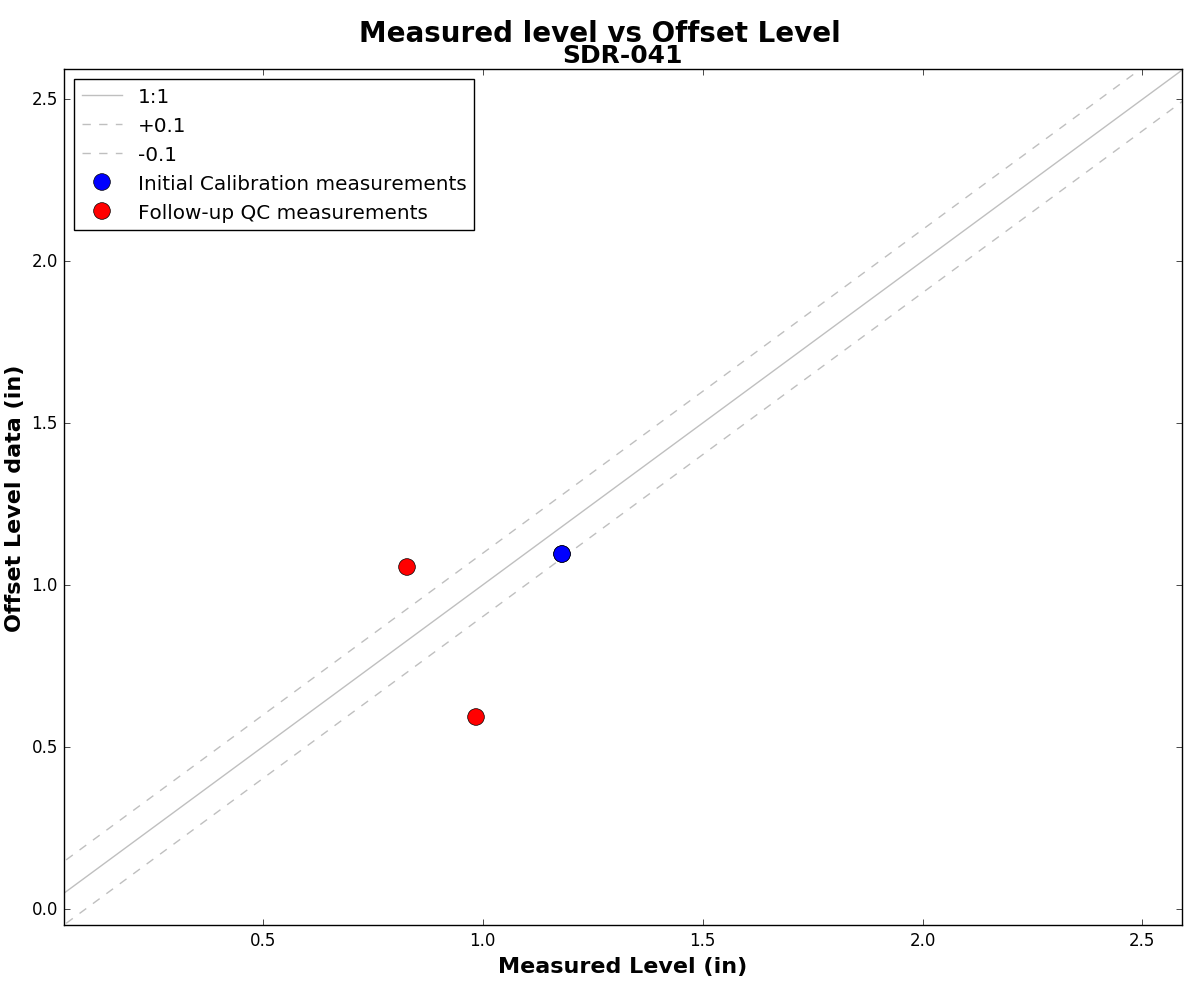 Measured level vs Offset Level
SDR-041
1:1
+0.1
-0.1
Initial Calibration measurements
Follow-up QC measurements
2.5
2.0
1.5
1.0
0.5
0.0
Offset Level data (in)
0.5 1.0 1.5 2.0 2.5
Measured Level (in)